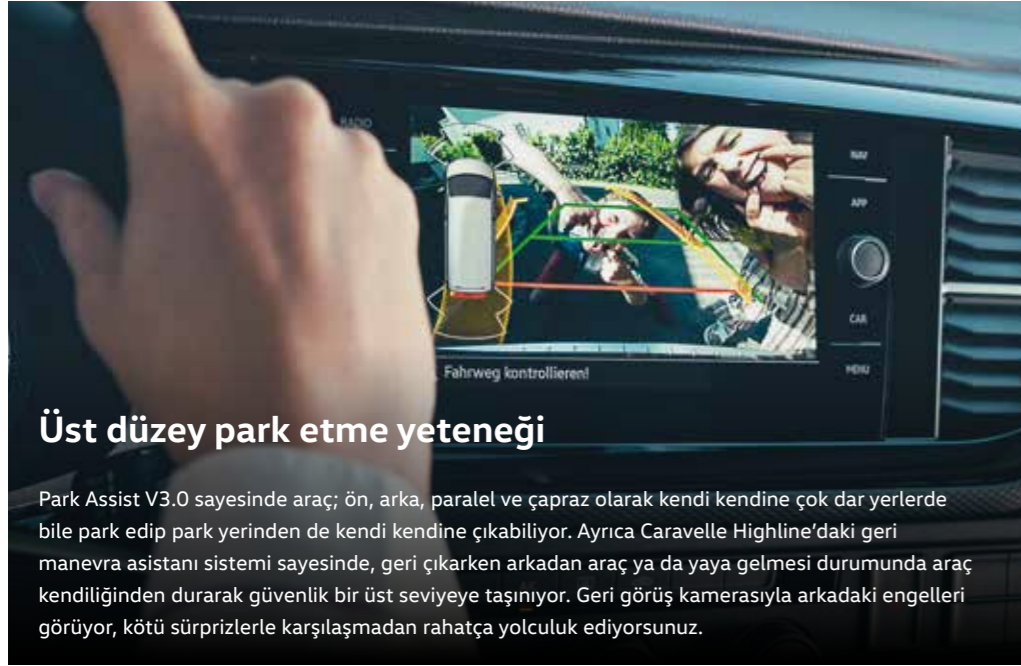 RADIO
NAV
APP
CAR
MENU
Fahrweg kontrollieren!
Üst düzey park etme yeteneği
Park Assist V3.0 sayesinde araç; ön, arka, paralel ve çapraz olarak kendi kendine çok dar yerlerde
bile park edip park yerinden de kendi kendine çıkabiliyor. Ayrıca Caravelle Highline’daki geri
manevra asistanı sistemi sayesinde, geri çıkarken arkadan araç ya da yaya gelmesi durumunda araç
kendiliğinden durarak güvenlik bir üst seviyeye taşınıyor. Geri görüş kamerasıyla arkadaki engelleri
görüyor, kötü sürprizlerle karşılaşmadan rahatça yolculuk ediyorsunuz.